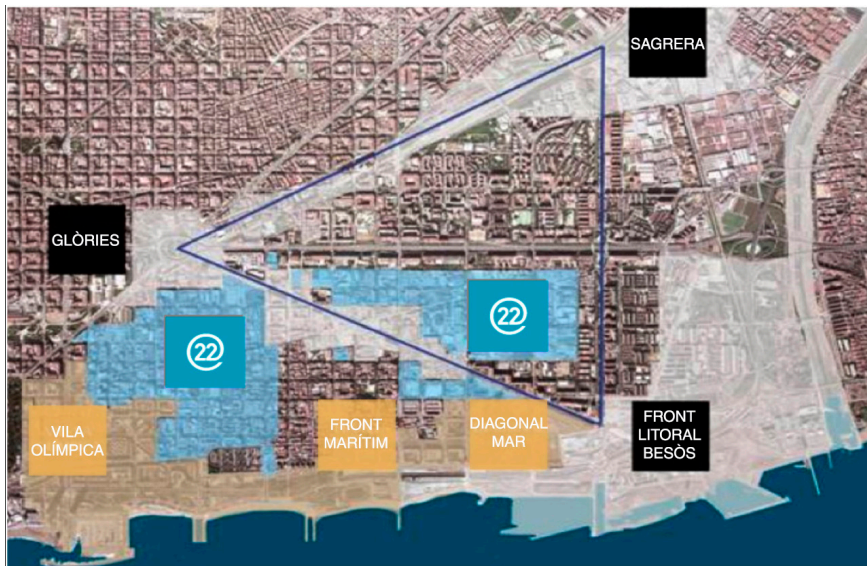 SAGRERA
GLÒRIES
@22
@22
VILA
OLÍMPICA
FRONT
MARÍTIM
DIAGONAL
MAR
FRONT
LITORAL
BESÒS